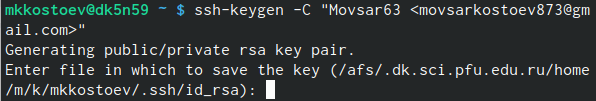 mkkostoev@dk5n59 ~ $ ssh-keygen -C "Movsar63 <movsarkostoev873@gm
ail.com>"
Generating public/private rsa key pair.
Enter file in which to save the key (/afs/.dk.sci.pfu.edu.ru/home
/m/k/mkkostoev/.ssh/id_rsa):